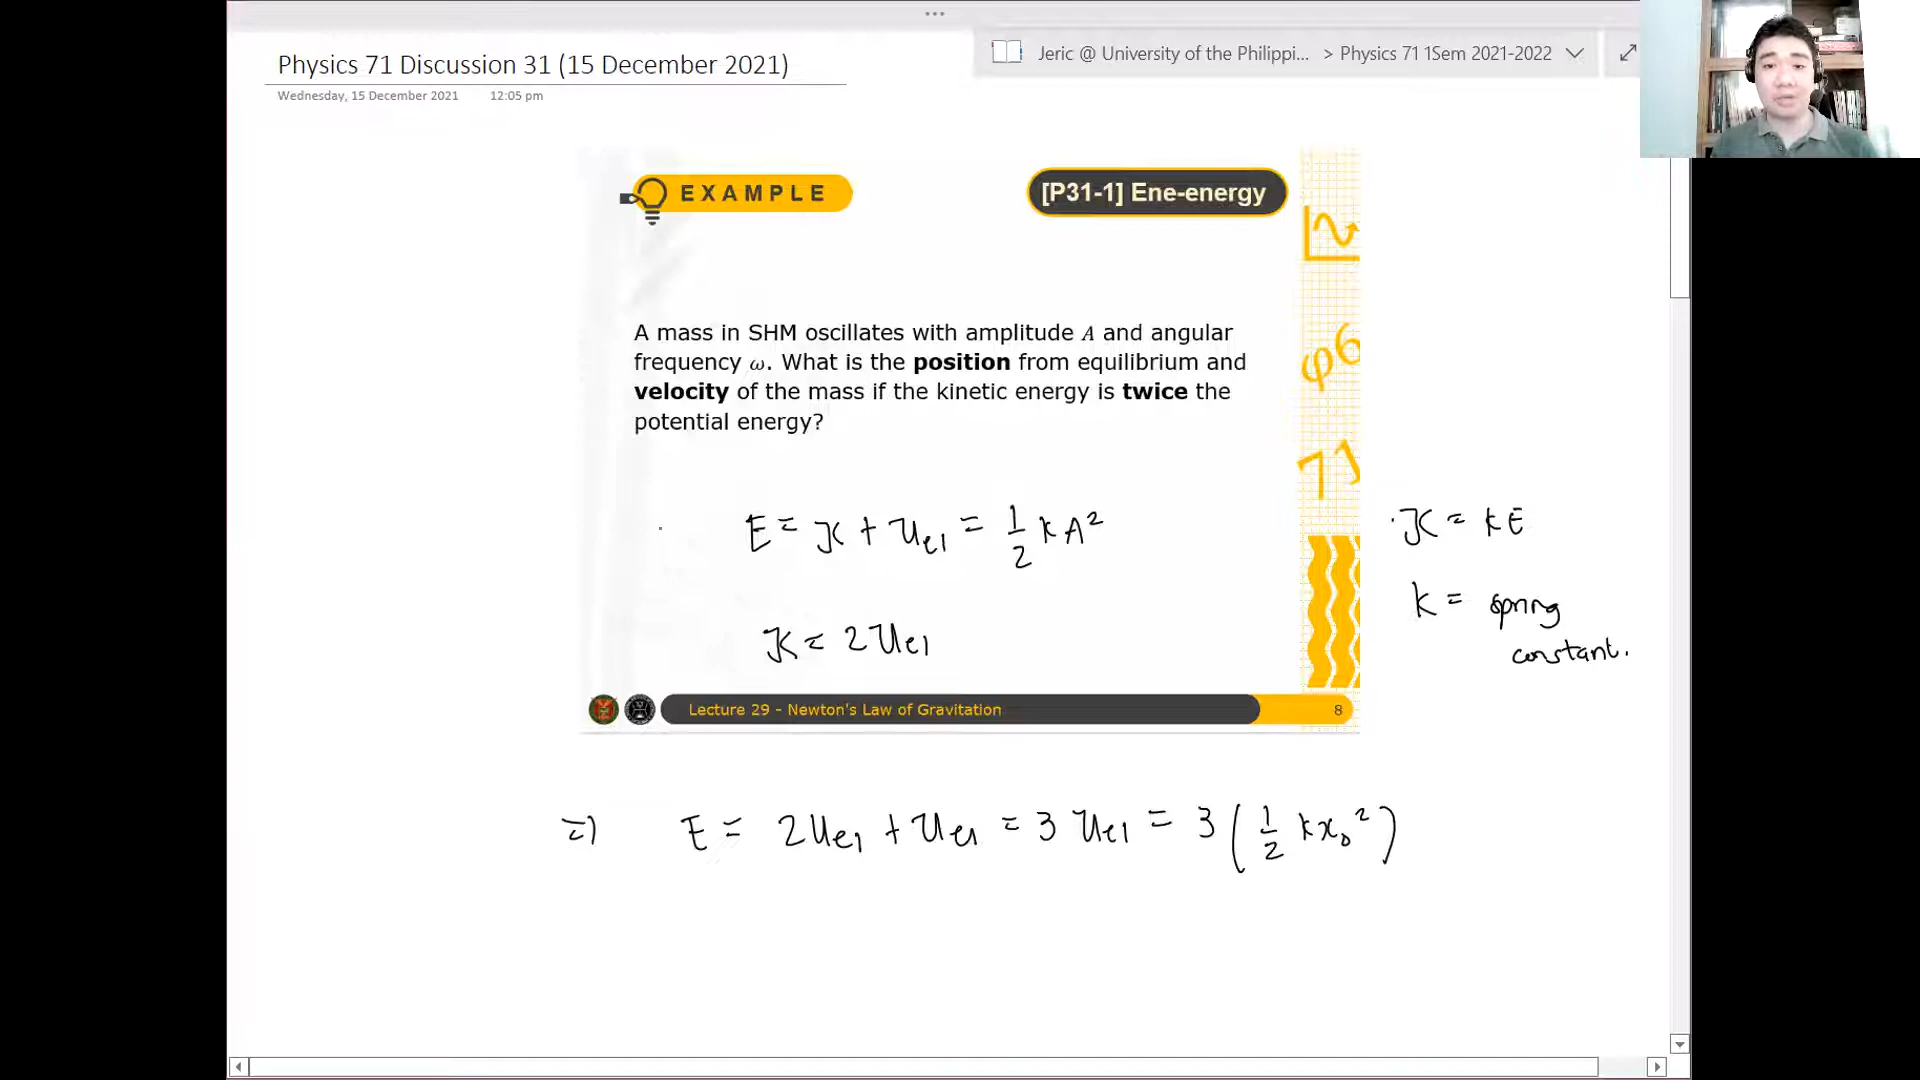 Physics 71 Discussion 31 (15 December 2021)
Wednesday, 15 December 2021 12:05 pm
Jeric @ University of the Philippi... > Physics 71 1Sem 2021-2022
EXAMPLE
[P31-1] Ene-energy
A mass in SHM oscillates with amplitude A and angular
frequency ω. What is the position from equilibrium and
velocity of the mass if the kinetic energy is twice the
potential energy?
φ6
71
E = K + Uel = 1/2 kA²
K = 2Uel
K = KE
k = spring
constant.
Lecture 29 - Newton's Law of Gravitation
8
=> E = 2Uel + Uel = 3 Uel = 3 (1/2 kx₀²)